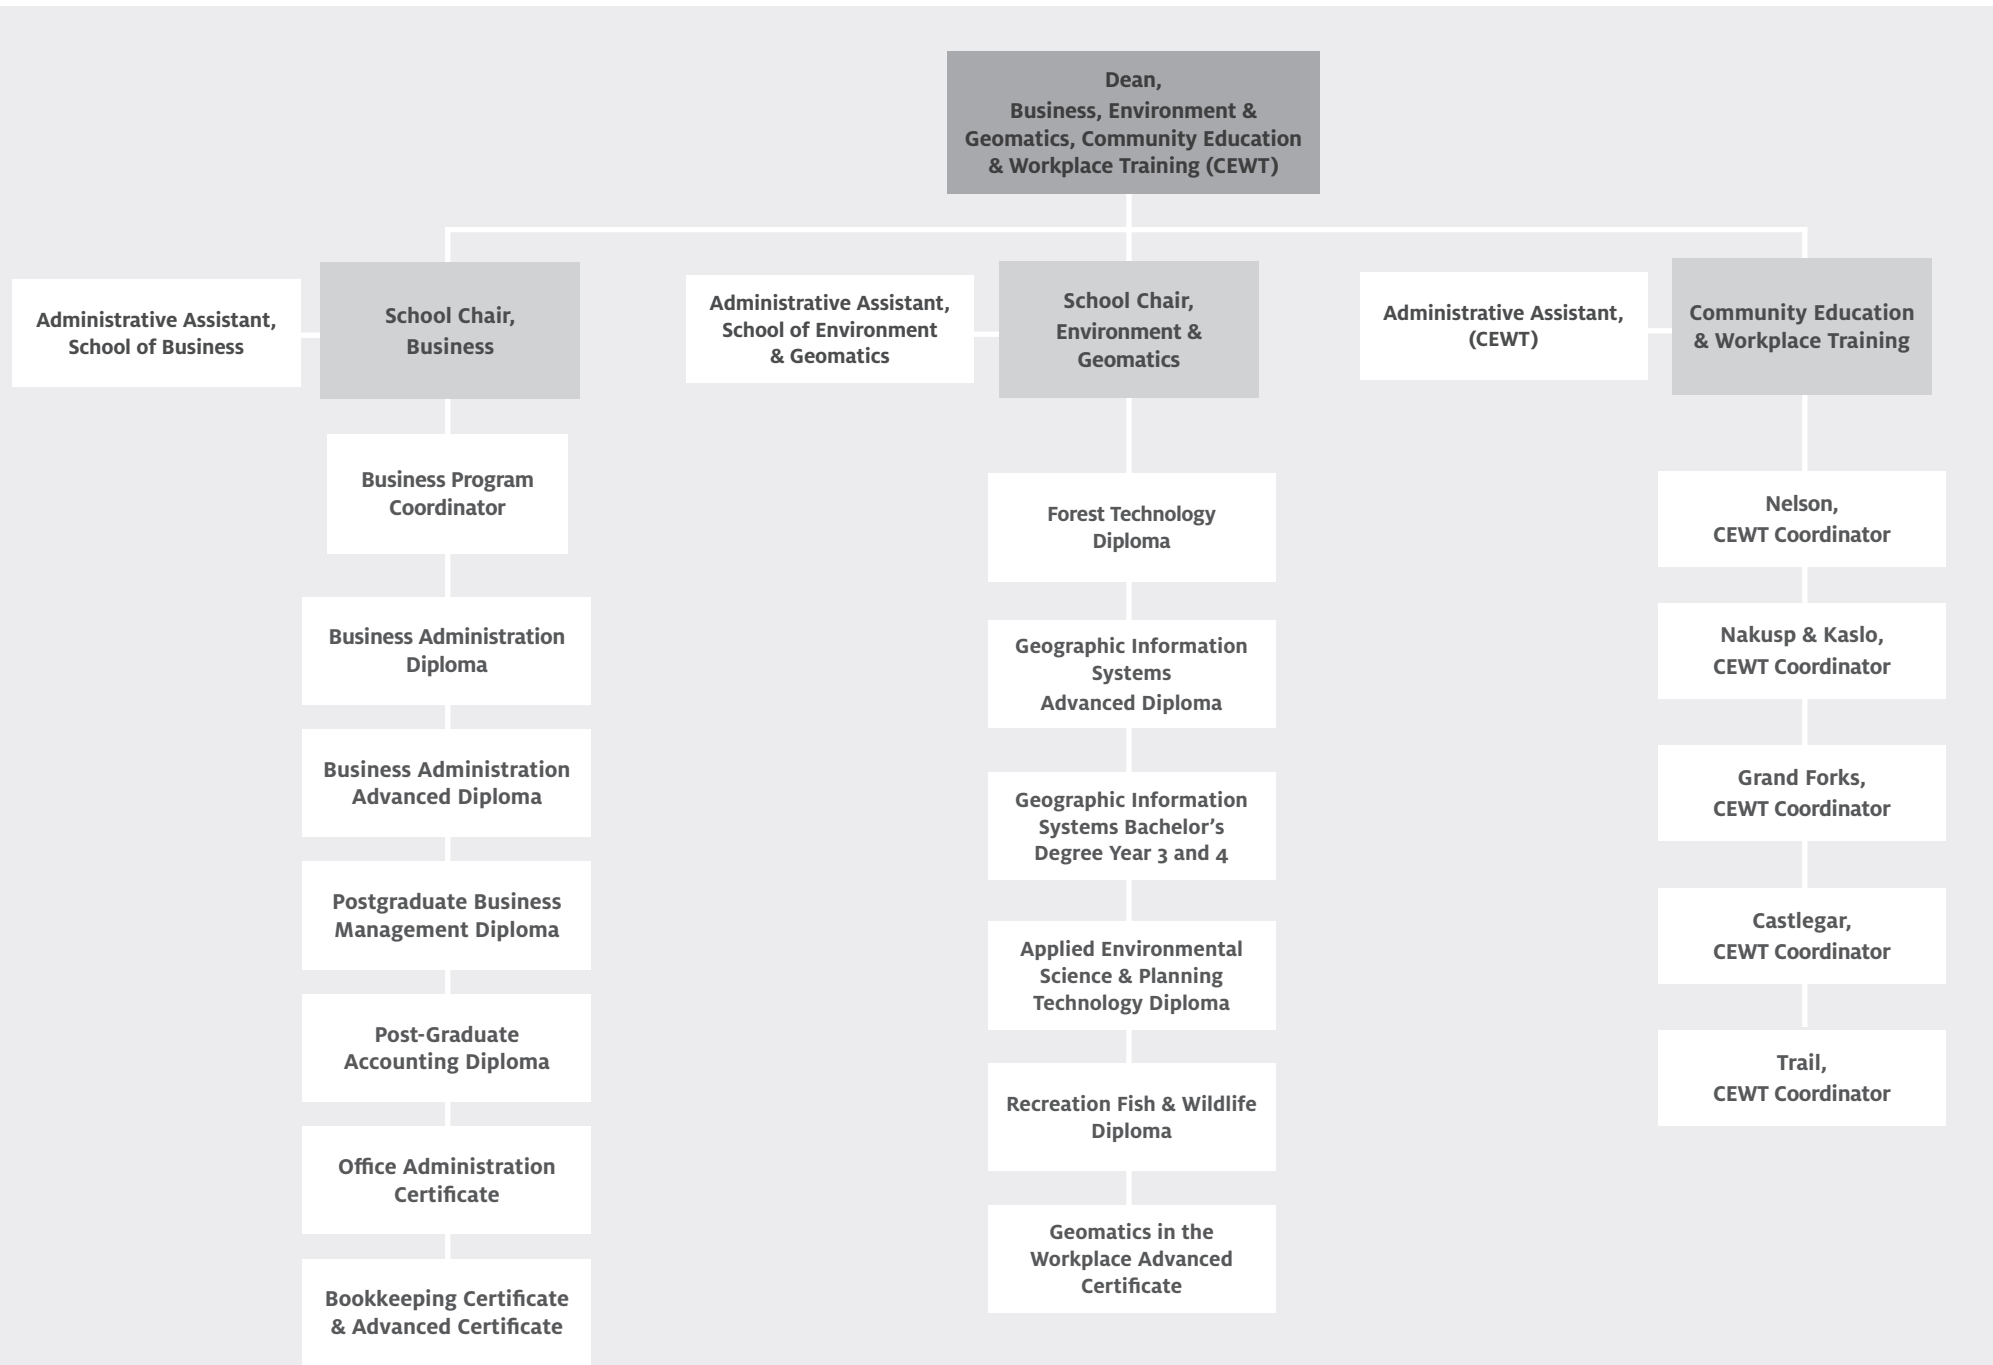 Dean,
Business, Environment &
Geomatics, Community Education
& Workplace Training (CEWT)
Administrative Assistant,
School of Business
School Chair,
Business
Business Program
Coordinator
Business Administration
Diploma
Business Administration
Advanced Diploma
Postgraduate Business
Management Diploma
Post-Graduate
Accounting Diploma
Office Administration
Certificate
Bookkeeping Certificate
& Advanced Certificate
Administrative Assistant,
School of Environment
& Geomatics
School Chair,
Environment &
Geomatics
Forest Technology
Diploma
Geographic Information
Systems
Advanced Diploma
Geographic Information
Systems Bachelor’s
Degree Year 3 and 4
Applied Environmental
Science & Planning
Technology Diploma
Recreation Fish & Wildlife
Diploma
Geomatics in the
Workplace Advanced
Certificate
Administrative Assistant,
(CEWT)
Community Education
& Workplace Training
Nelson,
CEWT Coordinator
Nakusp & Kaslo,
CEWT Coordinator
Grand Forks,
CEWT Coordinator
Castlegar,
CEWT Coordinator
Trail,
CEWT Coordinator